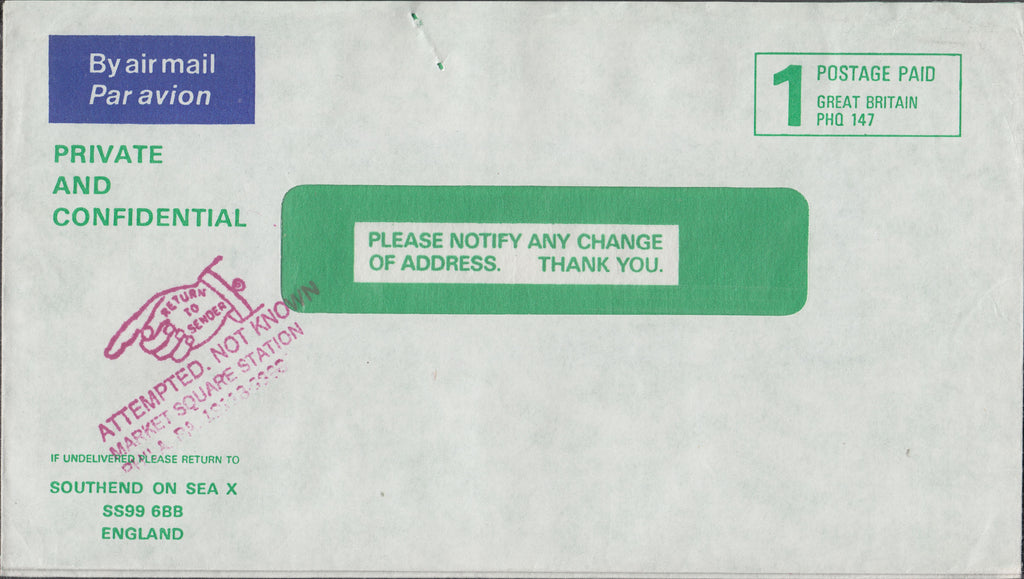 By air mail
Par avion
1
POSTAGE PAID
GREAT BRITAIN
PHQ 147
PRIVATE
AND
CONFIDENTIAL
PLEASE NOTIFY ANY CHANGE
OF ADDRESS. THANK YOU.
RETURN
TO
SENDER
ATTEMPTED. NOT KNOWN
MARKET SQUARE STATION
PHILA. PA.
IF UNDELIVERED PLEASE RETURN TO
SOUTHEND ON SEA X
SS99 6BB
ENGLAND